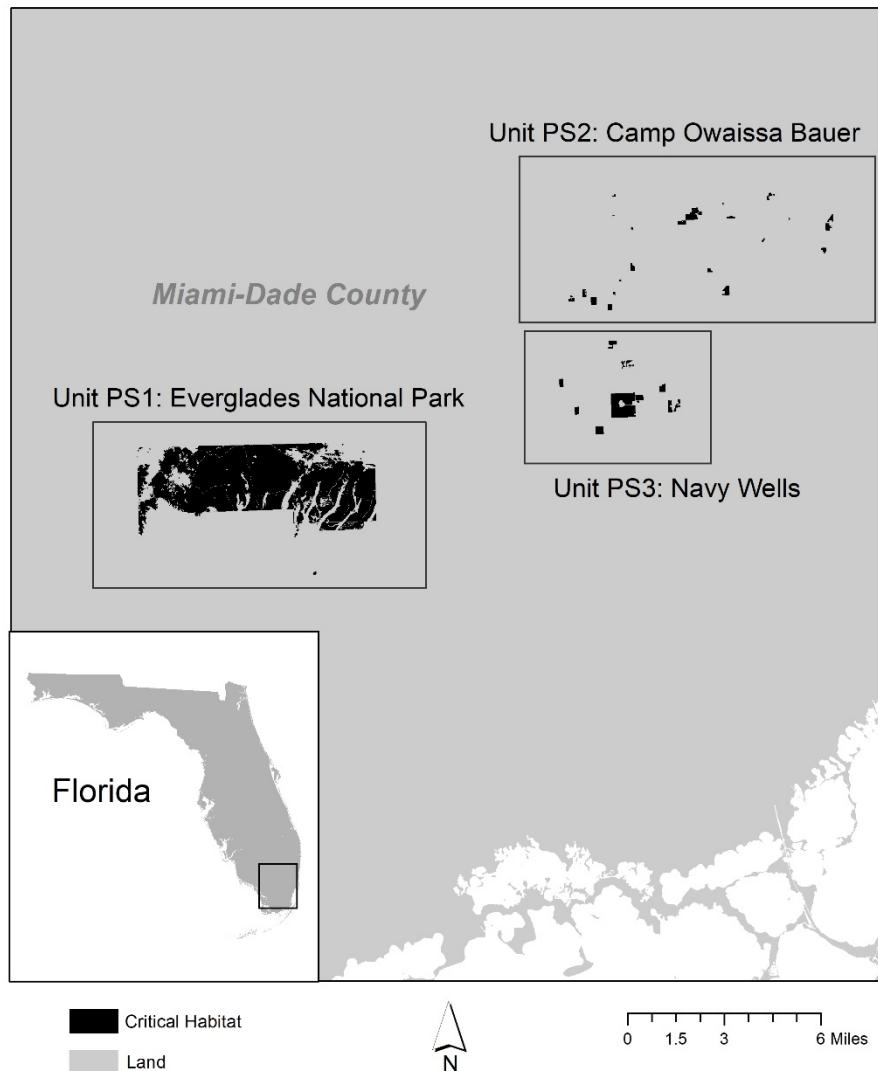 Unit PS2: Camp Owaissa Bauer
Miami-Dade County
Unit PS1: Everglades National Park
Unit PS3: Navy Wells
Florida
Critical Habitat
Land
N
0 1.5 3 6 Miles